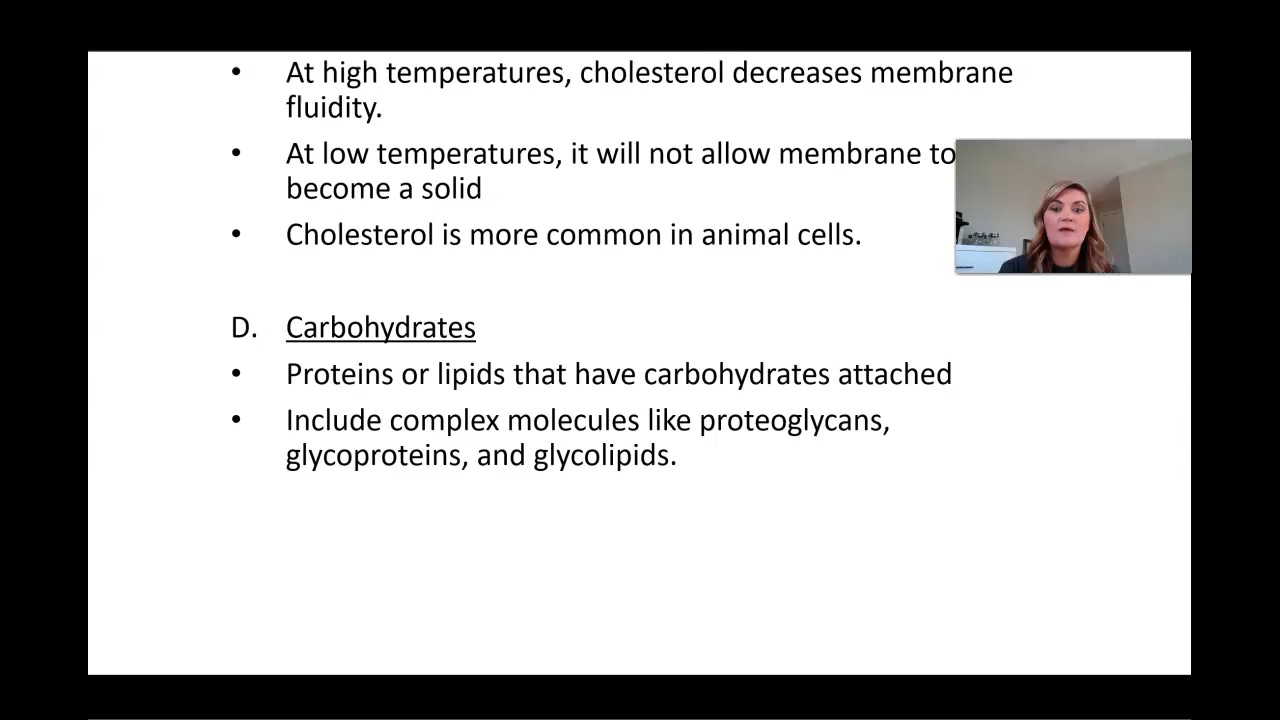 • At high temperatures, cholesterol decreases membrane
fluidity.
• At low temperatures, it will not allow membrane to
become a solid
• Cholesterol is more common in animal cells.
D. Carbohydrates
• Proteins or lipids that have carbohydrates attached
• Include complex molecules like proteoglycans,
glycoproteins, and glycolipids.